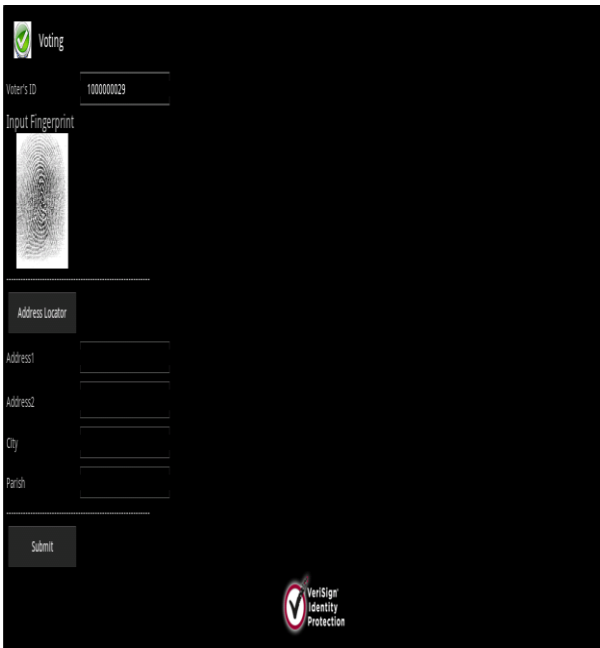 Voting
Voter's ID 1000000029
Input Fingerprint
Address Locator
Address1
Address2
City
Parish
Submit
VeriSign
Identity
Protection